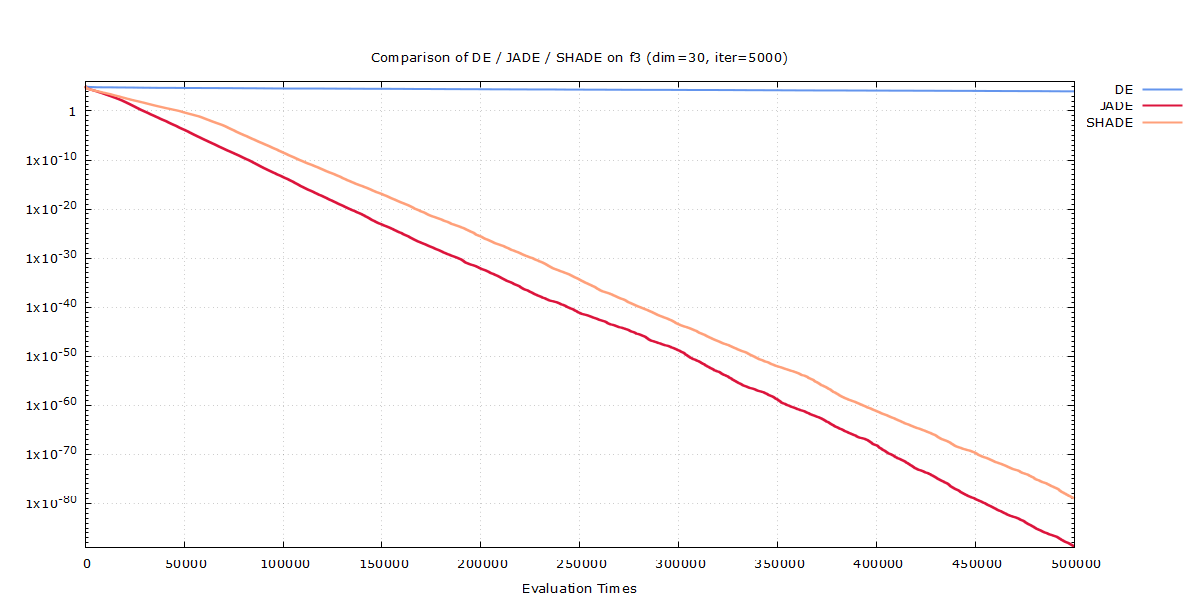 Comparison of DE / JADE / SHADE on f3 (dim=30, iter=5000)
DE
JADE
SHADE
1
1x10^-10
1x10^-20
1x10^-30
1x10^-40
1x10^-50
1x10^-60
1x10^-70
1x10^-80
0 50000 100000 150000 200000 250000 300000 350000 400000 450000 500000
Evaluation Times